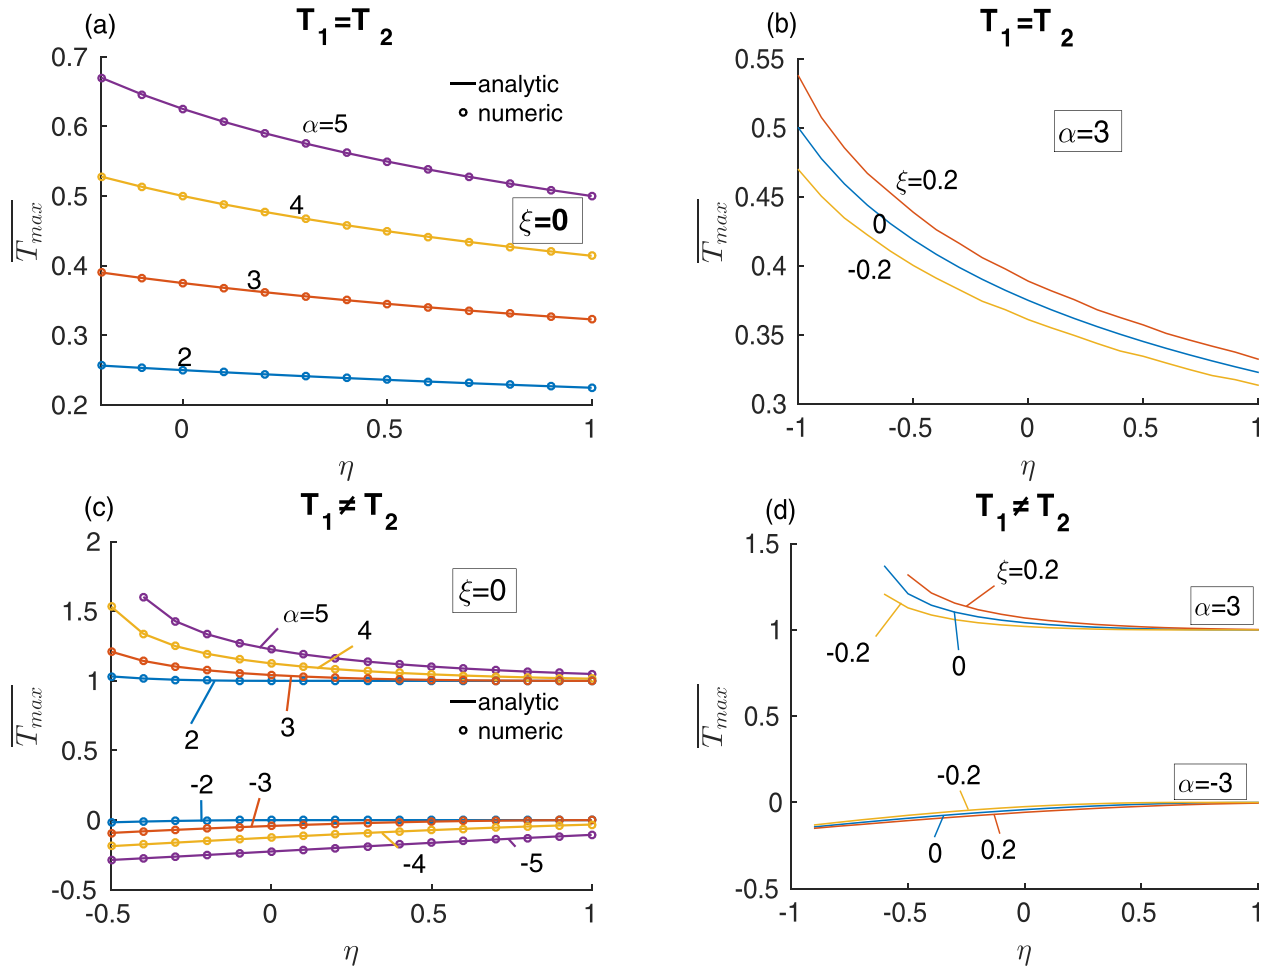 (a)
T1=T2
0.7
0.6
0.5
0.4
0.3
0.2
0
0.5
1
Tmax
η
analytic
numeric
α=5
4
3
2
ξ=0
(b)
T1=T2
0.55
0.5
0.45
0.4
0.35
0.3
-1
-0.5
0
0.5
1
Tmax
η
α=3
ξ=0.2
0
-0.2
(c)
T1≠T2
2
1.5
1
0.5
0
-0.5
-0.5
0
0.5
1
Tmax
η
ξ=0
α=5
4
2
3
analytic
numeric
-2
-3
-4
-5
(d)
T1≠T2
1.5
1
0.5
0
-0.5
-1
-0.5
0
0.5
1
Tmax
η
ξ=0.2
α=3
-0.2
0
-0.2
α=-3
0
0.2